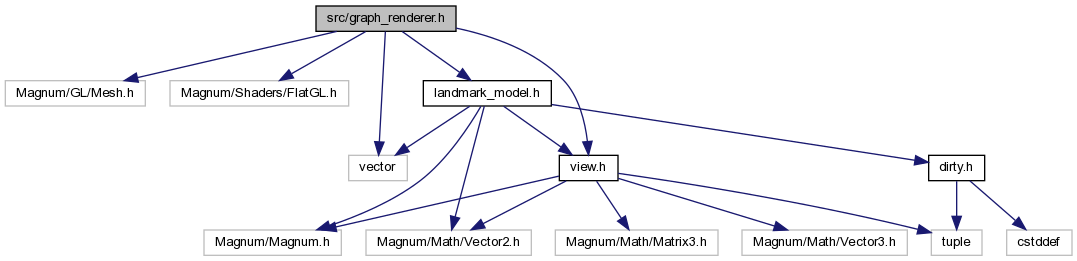 src/graph_renderer.h
Magnum/GL/Mesh.h
Magnum/Shaders/FlatGL.h
landmark_model.h
vector
view.h
dirty.h
Magnum/Magnum.h
Magnum/Math/Vector2.h
Magnum/Math/Matrix3.h
Magnum/Math/Vector3.h
tuple
cstddef